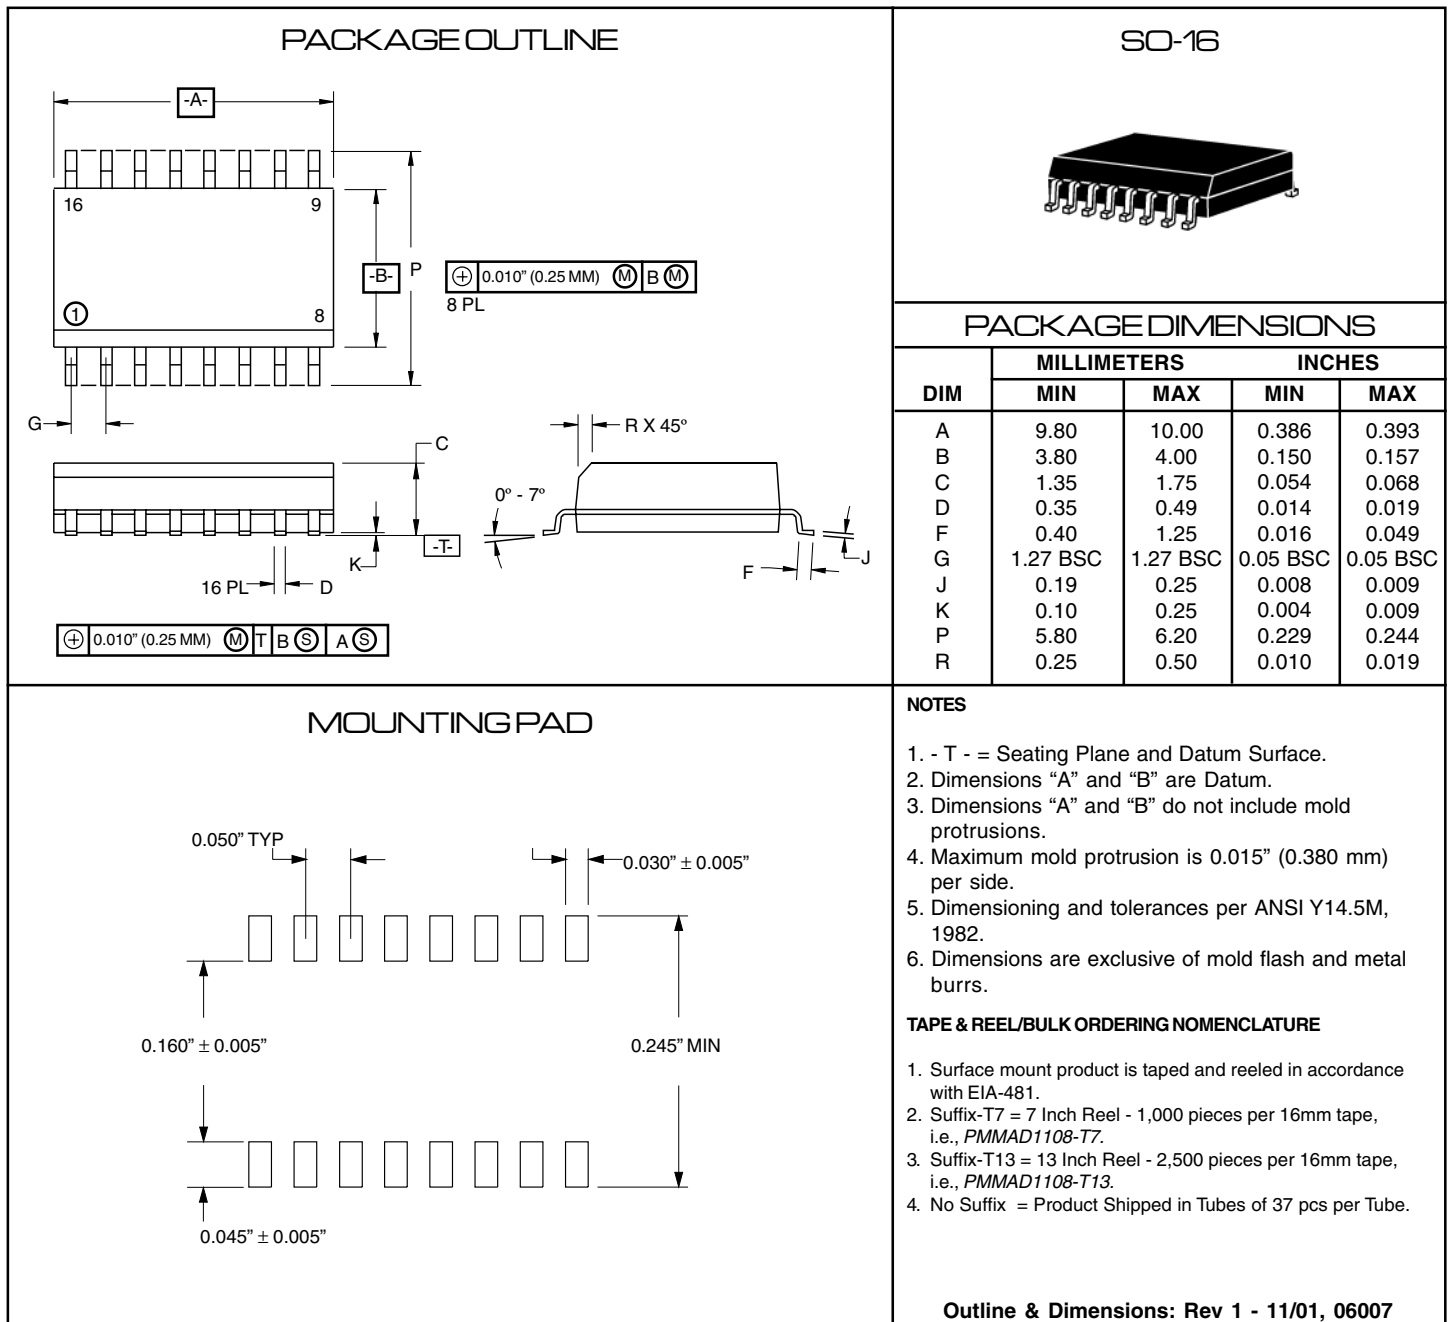 PACKAGE OUTLINE
-A-
16
9
-B-
P
⌖ 0.010” (0.25 MM) Ⓜ B Ⓜ
8 PL
1
8
G
R X 45º
C
0º - 7º
-T-
K
16 PL
D
F
J
⌖ 0.010” (0.25 MM) Ⓜ T B Ⓢ A Ⓢ
SO-16
PACKAGE DIMENSIONS
MILLIMETERS INCHES
DIM MIN MAX MIN MAX
A 9.80 10.00 0.386 0.393
B 3.80 4.00 0.150 0.157
C 1.35 1.75 0.054 0.068
D 0.35 0.49 0.014 0.019
F 0.40 1.25 0.016 0.049
G 1.27 BSC 1.27 BSC 0.05 BSC 0.05 BSC
J 0.19 0.25 0.008 0.009
K 0.10 0.25 0.004 0.009
P 5.80 6.20 0.229 0.244
R 0.25 0.50 0.010 0.019
MOUNTING PAD
0.050” TYP
0.030” ± 0.005”
0.160” ± 0.005”
0.245” MIN
0.045” ± 0.005”
NOTES
1. - T - = Seating Plane and Datum Surface.
2. Dimensions “A” and “B” are Datum.
3. Dimensions “A” and “B” do not include mold
protrusions.
4. Maximum mold protrusion is 0.015” (0.380 mm)
per side.
5. Dimensioning and tolerances per ANSI Y14.5M,
1982.
6. Dimensions are exclusive of mold flash and metal
burrs.
TAPE & REEL/BULK ORDERING NOMENCLATURE
1. Surface mount product is taped and reeled in accordance
with EIA-481.
2. Suffix-T7 = 7 Inch Reel - 1,000 pieces per 16mm tape,
i.e., PMMAD1108-T7.
3. Suffix-T13 = 13 Inch Reel - 2,500 pieces per 16mm tape,
i.e., PMMAD1108-T13.
4. No Suffix = Product Shipped in Tubes of 37 pcs per Tube.
Outline & Dimensions: Rev 1 - 11/01, 06007